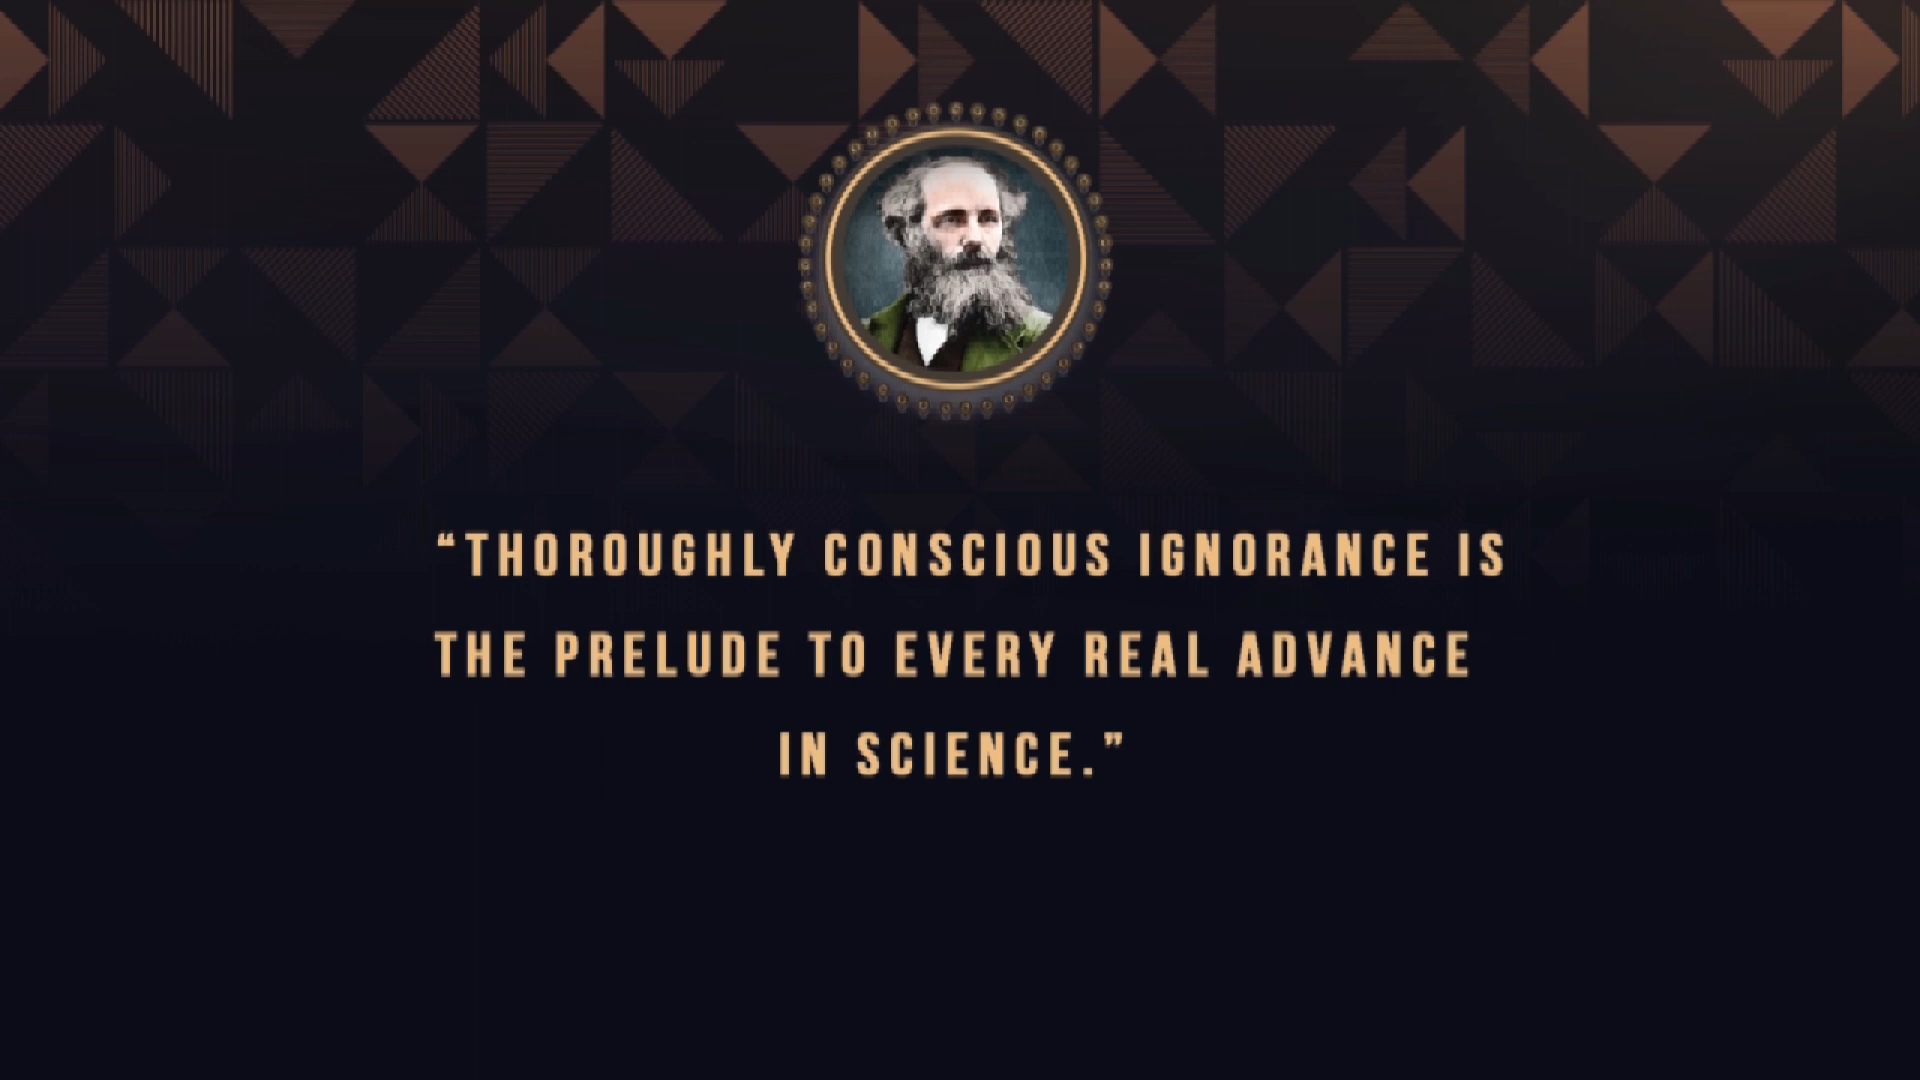 “THOROUGHLY CONSCIOUS IGNORANCE IS
THE PRELUDE TO EVERY REAL ADVANCE
IN SCIENCE.”